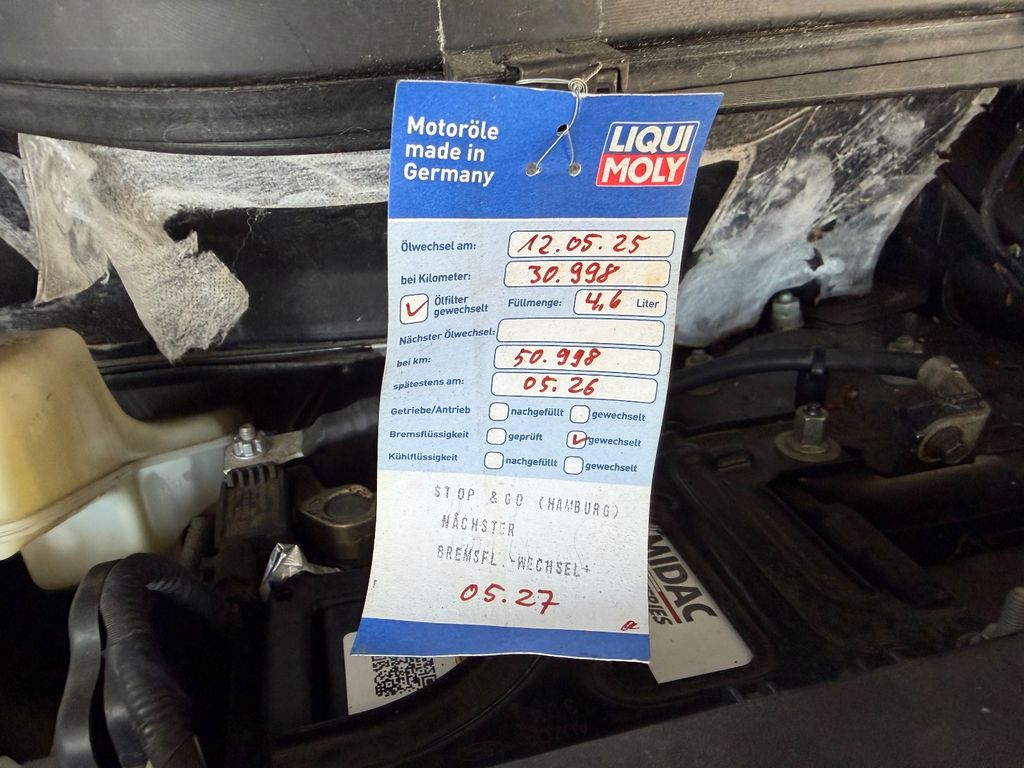 Motoröle
made in
Germany
LIQUI
MOLY
Ölwechsel am: 12.05.25
bei Kilometer: 30.998
Ölfilter
gewechselt
Füllmenge: 4,6 Liter
Nächster Ölwechsel:
bei km: 50.998
spätestens am: 05.26
Getriebe/Antrieb nachgefüllt gewechselt
Bremsflüssigkeit geprüft gewechselt
Kühlflüssigkeit nachgefüllt gewechselt
STOP & GO (HAMBURG)
NÄCHSTER
BREMSFL.-WECHSEL
05.27
MIDAC